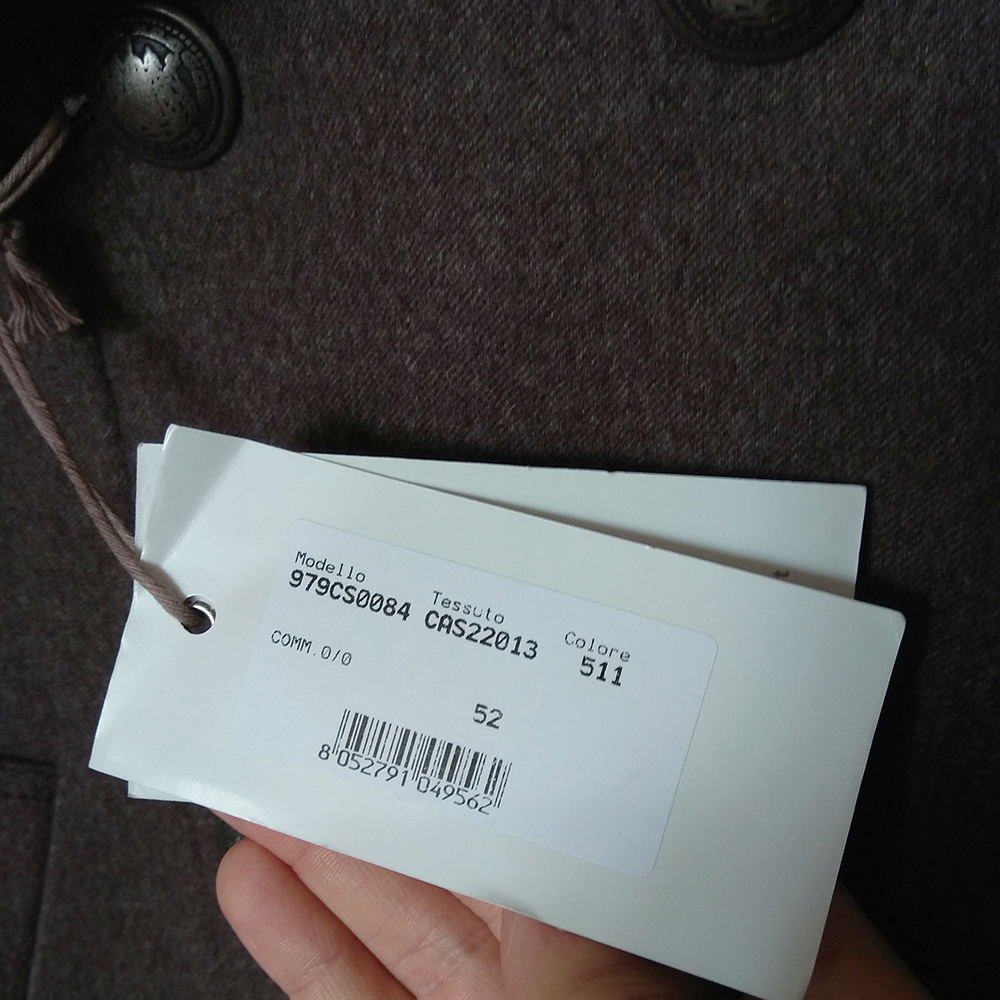 Modello Tessuto Colore
979CS0084 CAS22013 511
COMM.0/0
52
8 052791 049562